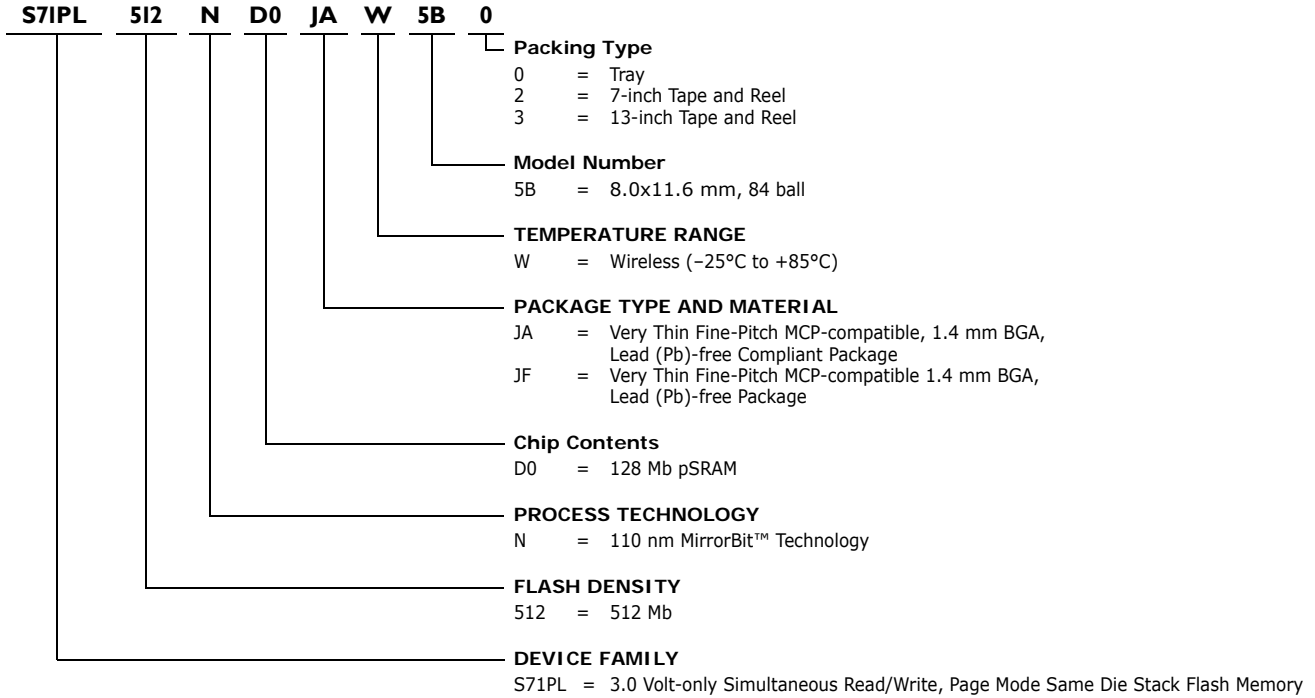 S71PL 512 N D0 JA W 5B 0
Packing Type
0 = Tray
2 = 7-inch Tape and Reel
3 = 13-inch Tape and Reel
Model Number
5B = 8.0x11.6 mm, 84 ball
TEMPERATURE RANGE
W = Wireless (–25°C to +85°C)
PACKAGE TYPE AND MATERIAL
JA = Very Thin Fine-Pitch MCP-compatible, 1.4 mm BGA,
Lead (Pb)-free Compliant Package
JF = Very Thin Fine-Pitch MCP-compatible 1.4 mm BGA,
Lead (Pb)-free Package
Chip Contents
D0 = 128 Mb pSRAM
PROCESS TECHNOLOGY
N = 110 nm MirrorBit™ Technology
FLASH DENSITY
512 = 512 Mb
DEVICE FAMILY
S71PL = 3.0 Volt-only Simultaneous Read/Write, Page Mode Same Die Stack Flash Memory